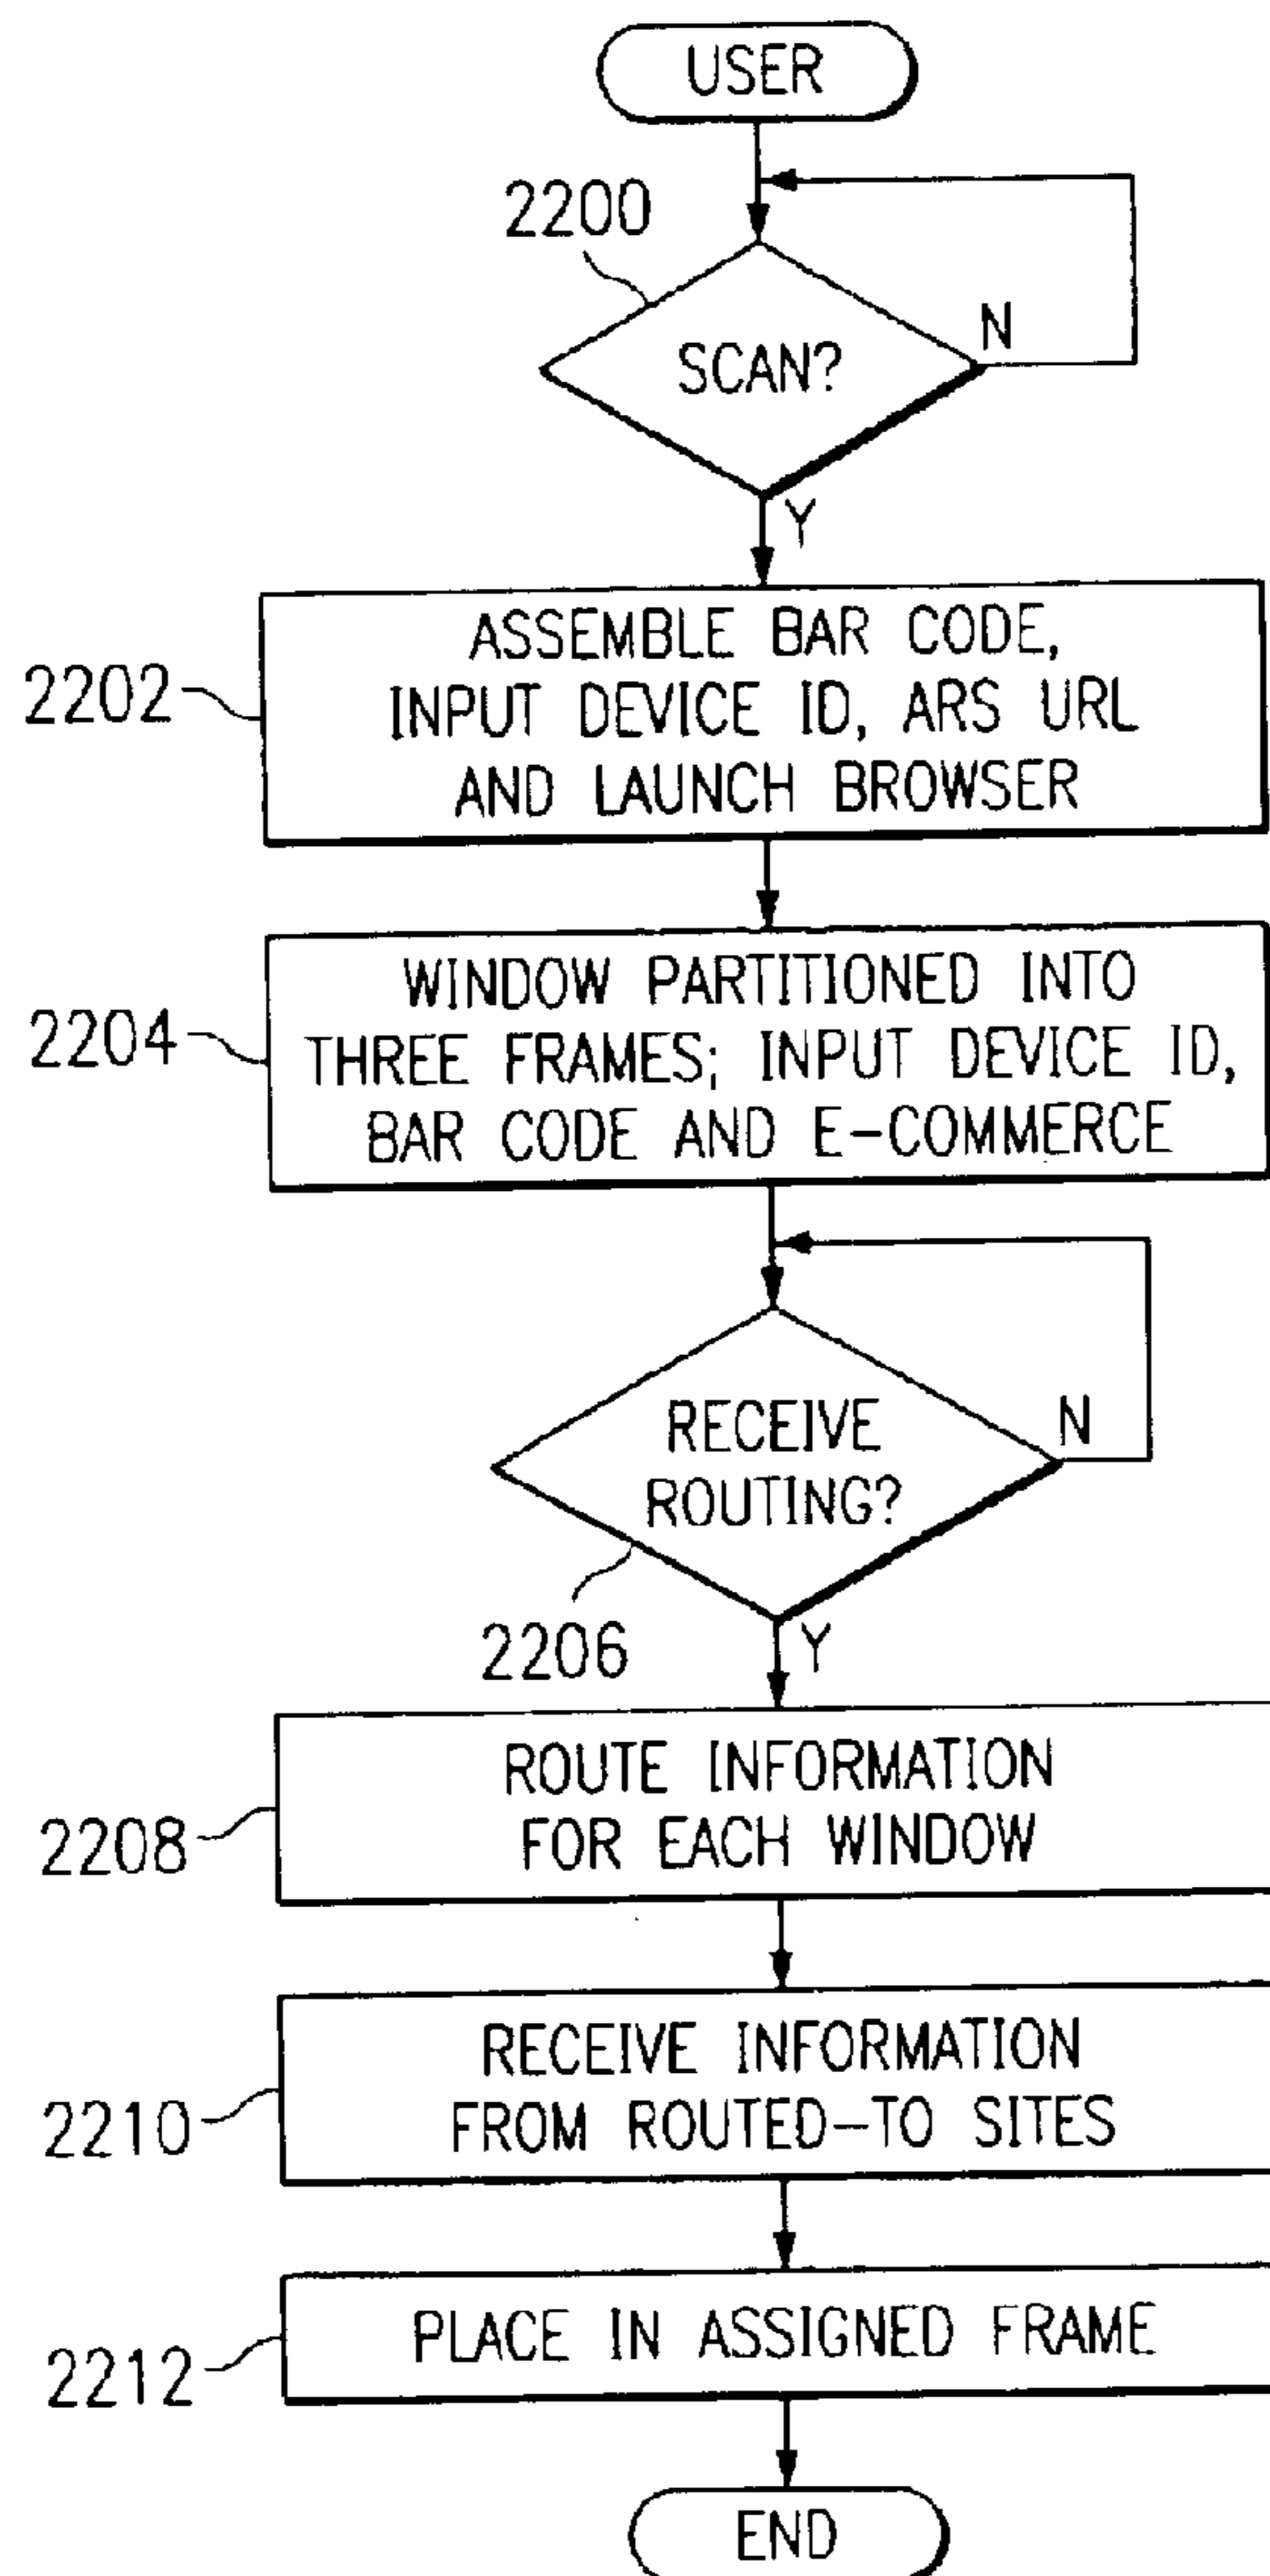 USER
2200
SCAN?
N
Y
2202
ASSEMBLE BAR CODE,
INPUT DEVICE ID, ARS URL
AND LAUNCH BROWSER
2204
WINDOW PARTITIONED INTO
THREE FRAMES; INPUT DEVICE ID,
BAR CODE AND E-COMMERCE
RECEIVE
ROUTING?
N
2206
Y
2208
ROUTE INFORMATION
FOR EACH WINDOW
2210
RECEIVE INFORMATION
FROM ROUTED-TO SITES
2212
PLACE IN ASSIGNED FRAME
END